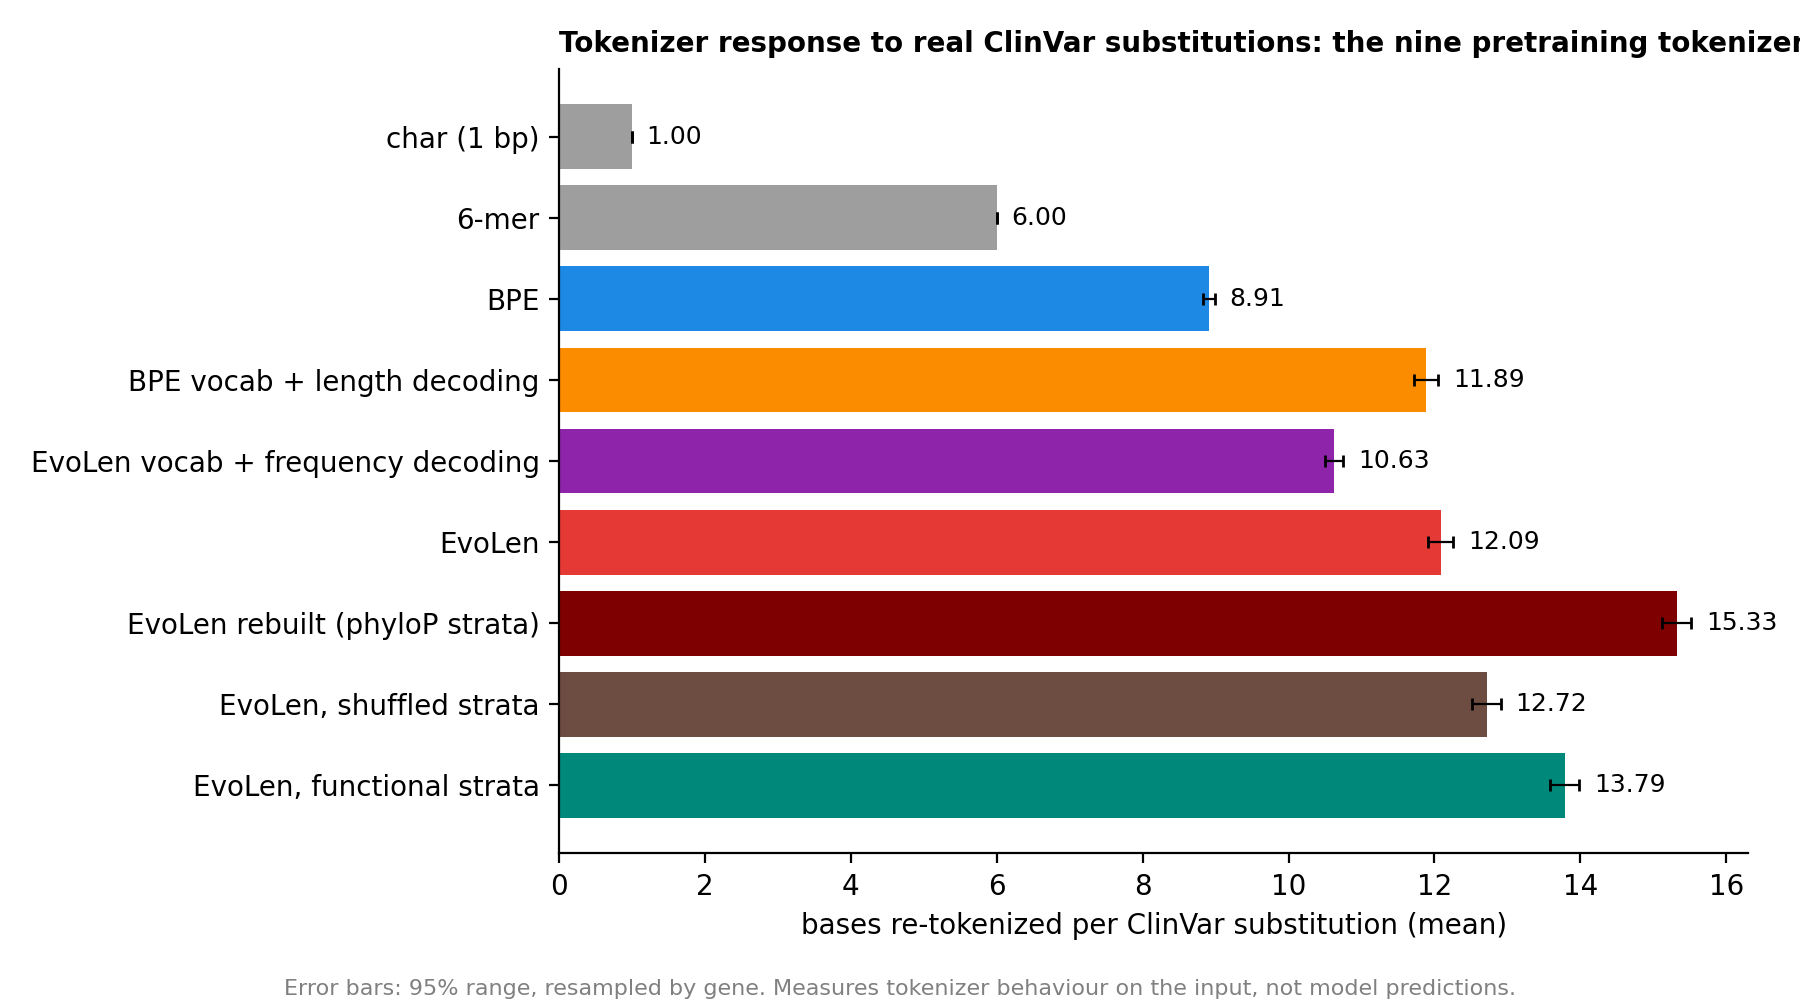 Tokenizer response to real ClinVar substitutions: the nine pretraining tokenizer
char (1 bp)
1.00
6-mer
6.00
BPE
8.91
BPE vocab + length decoding
11.89
EvoLen vocab + frequency decoding
10.63
EvoLen
12.09
EvoLen rebuilt (phyloP strata)
15.33
EvoLen, shuffled strata
12.72
EvoLen, functional strata
13.79
0 2 4 6 8 10 12 14 16
bases re-tokenized per ClinVar substitution (mean)
Error bars: 95% range, resampled by gene. Measures tokenizer behaviour on the input, not model predictions.